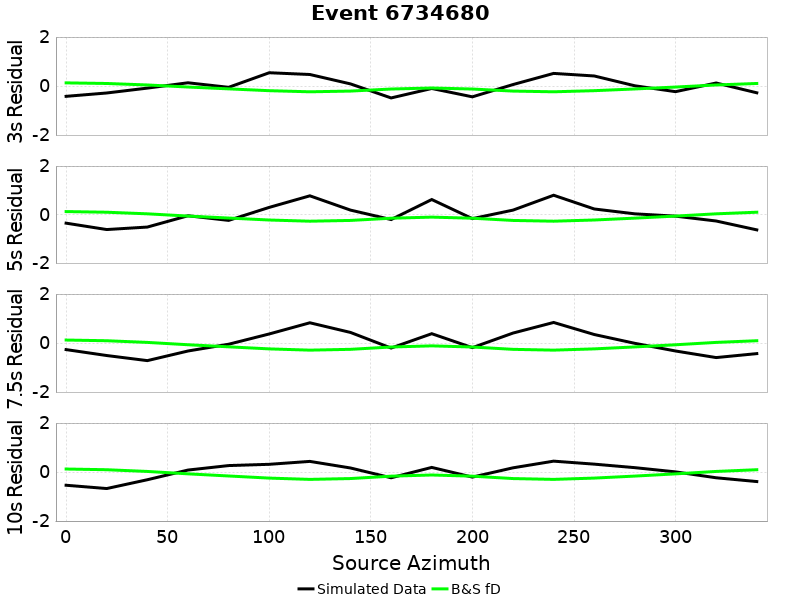 Event 6734680
3s Residual
2
0
-2
5s Residual
2
0
-2
7.5s Residual
2
0
-2
10s Residual
2
0
-2
0 50 100 150 200 250 300
Source Azimuth
Simulated Data B&S fD